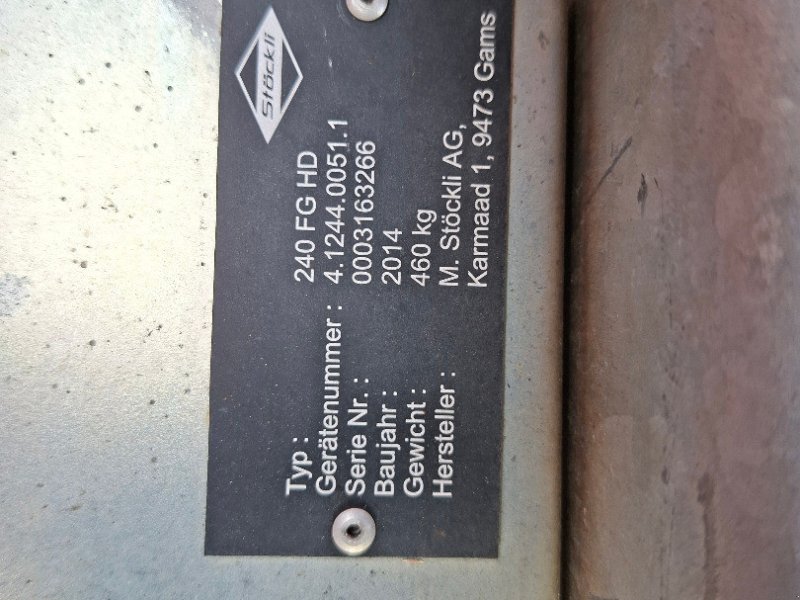 Stöckli
Typ : 240 FG HD
Gerätenummer : 4.1244.0051.1
Serie Nr. : 0003163266
Baujahr : 2014
Gewicht : 460 kg
Hersteller : M. Stöckli AG,
Karmaad 1, 9473 Gams